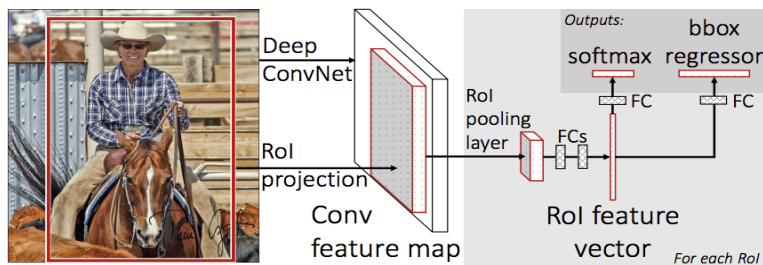 Deep
ConvNet
RoI
projection
Conv
feature map
RoI
pooling
layer
FCs
RoI feature
vector
For each RoI
Outputs:
softmax
bbox
regressor
FC
FC